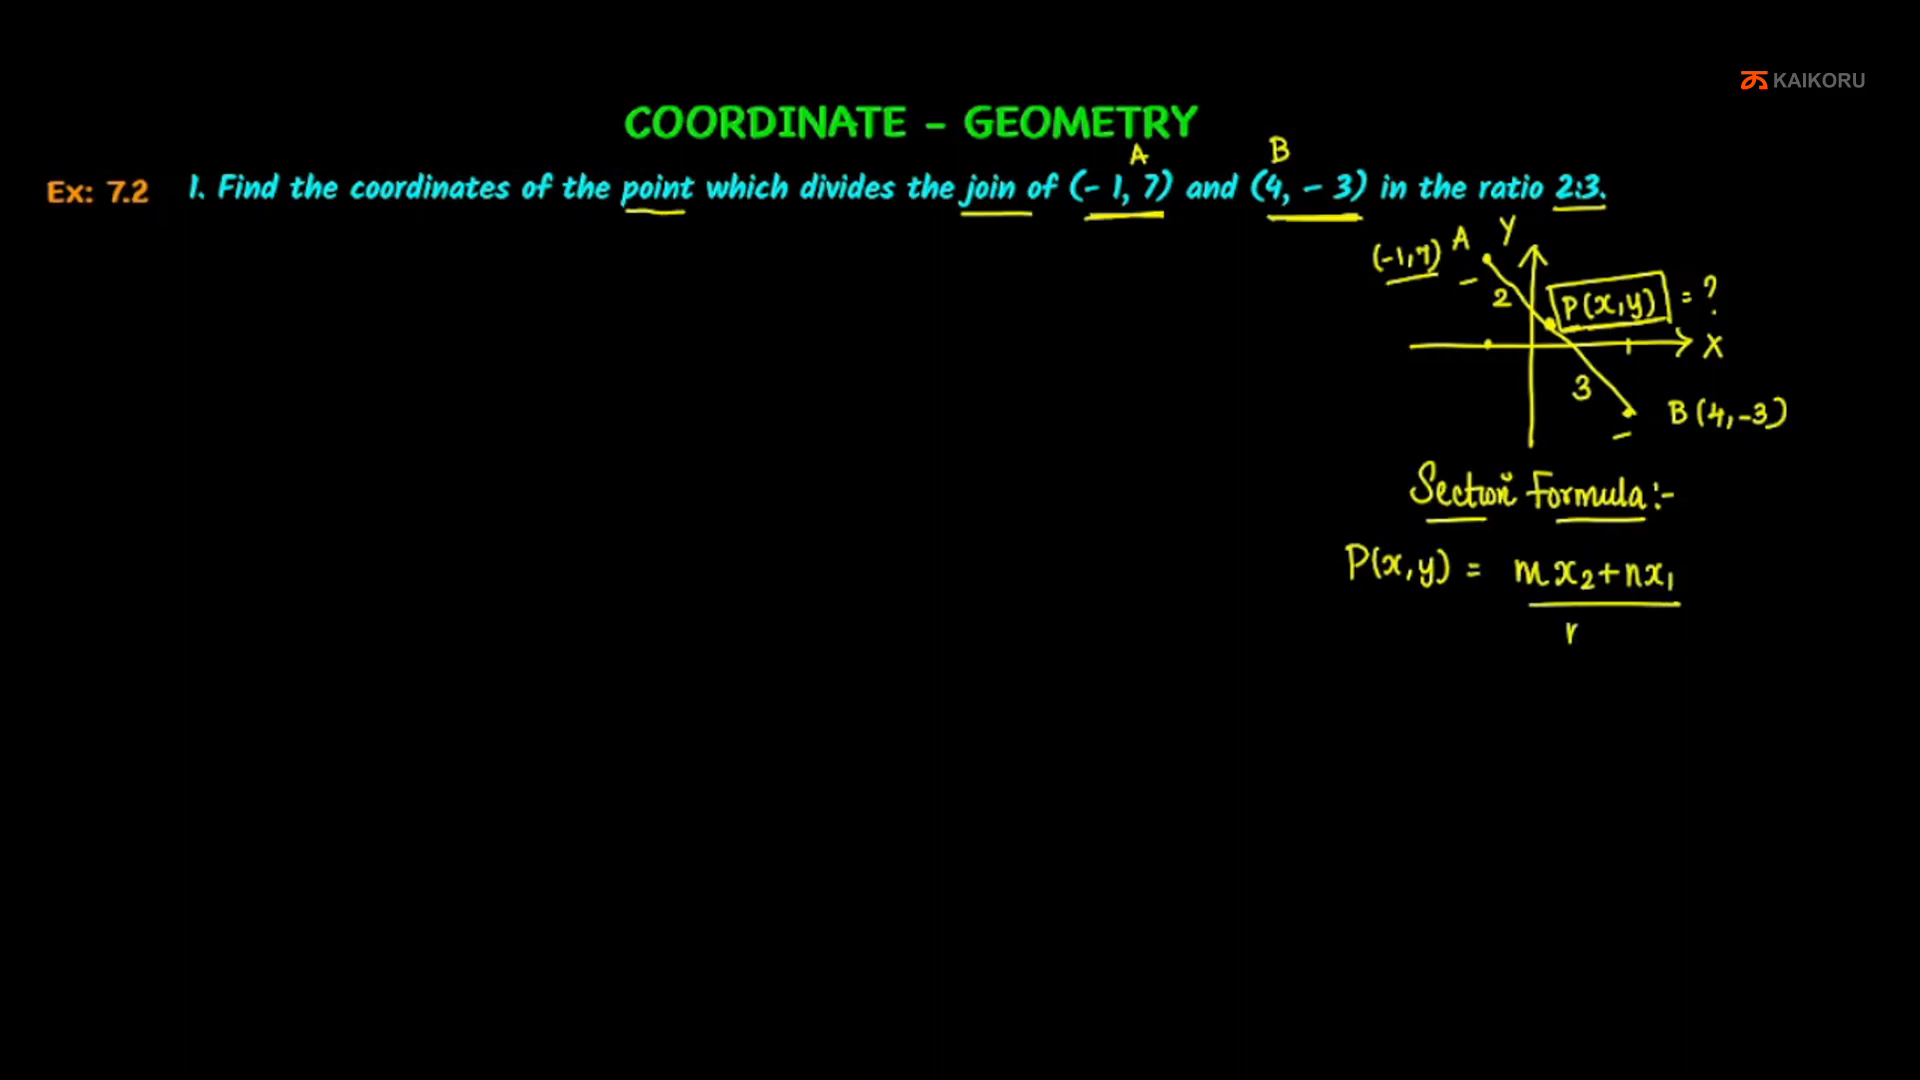 KAIKORU
COORDINATE - GEOMETRY
A B
Ex: 7.2 1. Find the coordinates of the point which divides the join of (- 1, 7) and (4, - 3) in the ratio 2:3.
(-1,7) A Y
2 P(x,y) = ?
X
3
B (4,-3)
Section Formula :-
P(x,y) = mx₂+nx₁
r